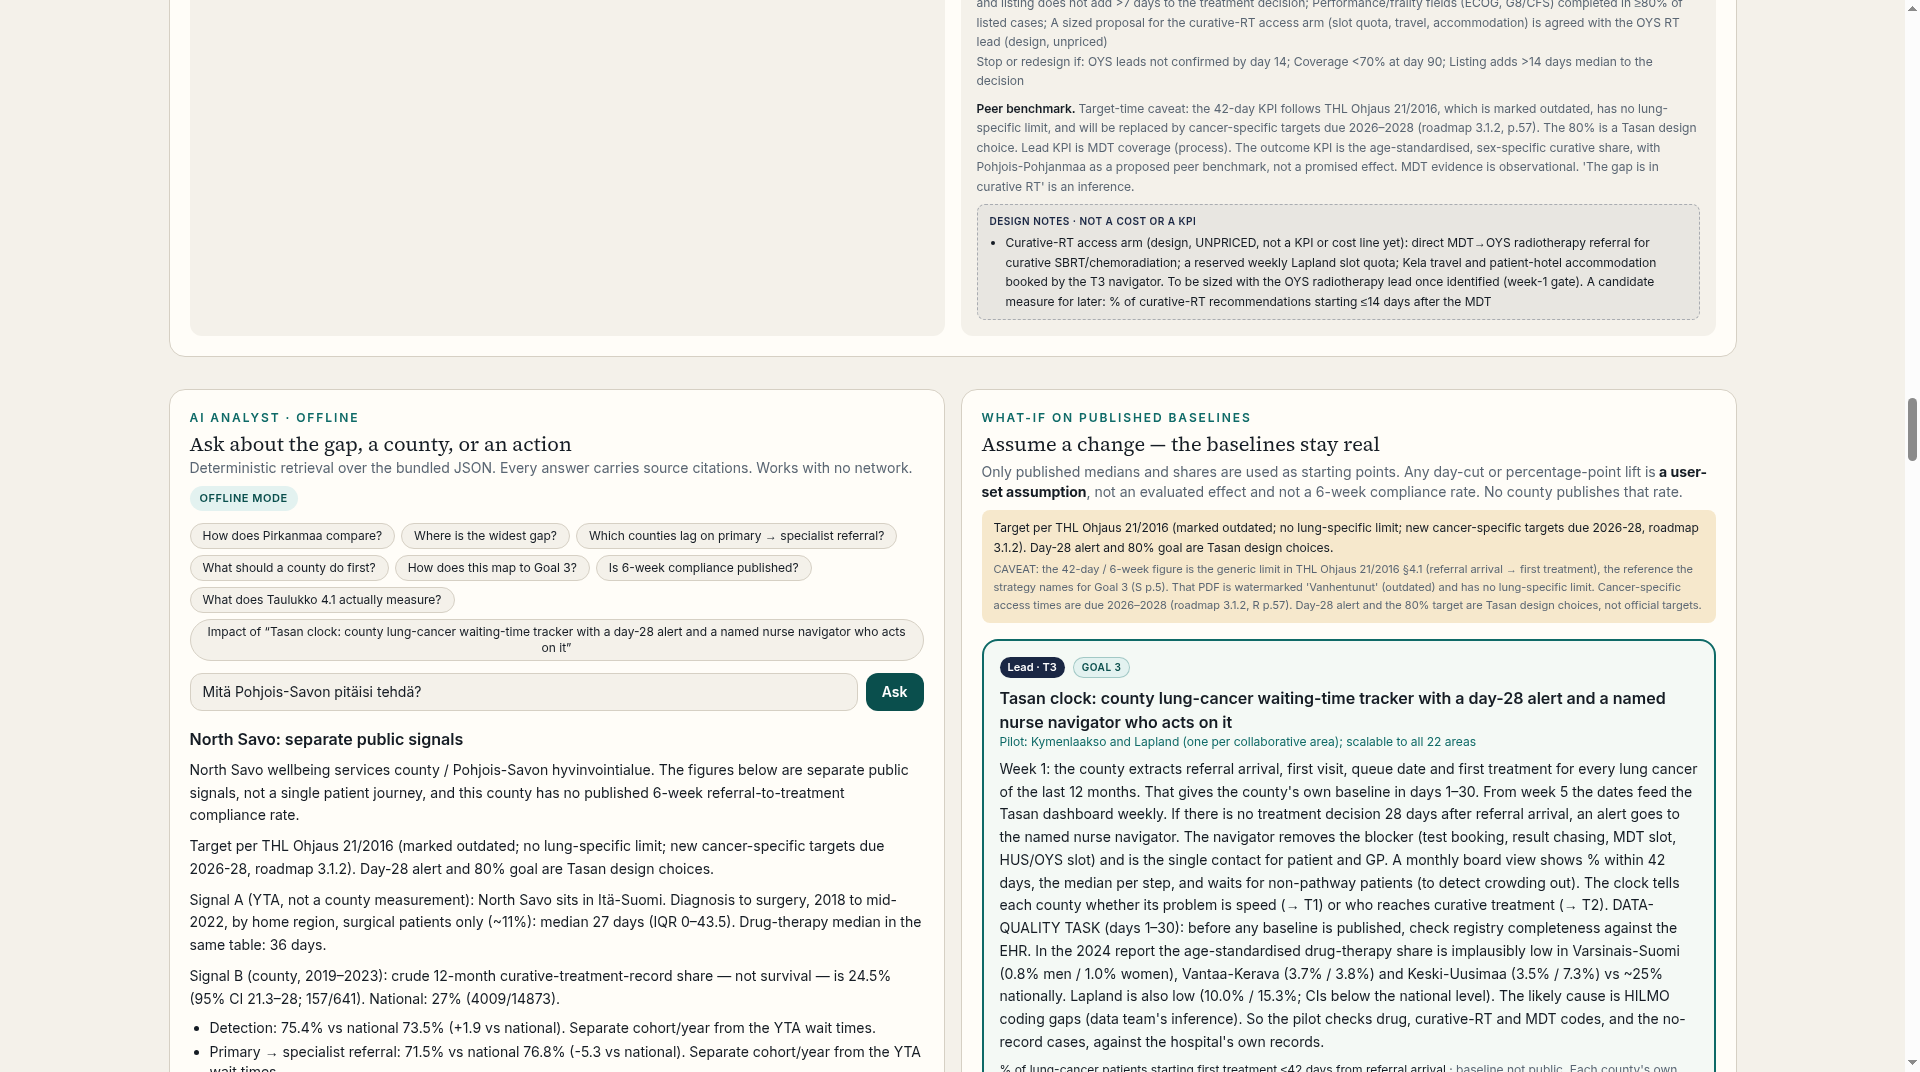 and listing does not add >7 days to the treatment decision; Performance/frailty fields (ECOG, G8/CFS) completed in ≥80% of
listed cases; A sized proposal for the curative-RT access arm (slot quota, travel, accommodation) is agreed with the OYS RT
lead (design, unpriced)
Stop or redesign if: OYS leads not confirmed by day 14; Coverage <70% at day 90; Listing adds >14 days median to the
decision
Peer benchmark. Target-time caveat: the 42-day KPI follows THL Ohjaus 21/2016, which is marked outdated, has no lung-
specific limit, and will be replaced by cancer-specific targets due 2026–2028 (roadmap 3.1.2, p.57). The 80% is a Tasan design
choice. Lead KPI is MDT coverage (process). The outcome KPI is the age-standardised, sex-specific curative share, with
Pohjois-Pohjanmaa as a proposed peer benchmark, not a promised effect. MDT evidence is observational. 'The gap is in
curative RT' is an inference.
DESIGN NOTES · NOT A COST OR A KPI
• Curative-RT access arm (design, UNPRICED, not a KPI or cost line yet): direct MDT→OYS radiotherapy referral for
curative SBRT/chemoradiation; a reserved weekly Lapland slot quota; Kela travel and patient-hotel accommodation
booked by the T3 navigator. To be sized with the OYS radiotherapy lead once identified (week-1 gate). A candidate
measure for later: % of curative-RT recommendations starting ≤14 days after the MDT
AI ANALYST · OFFLINE
Ask about the gap, a county, or an action
Deterministic retrieval over the bundled JSON. Every answer carries source citations. Works with no network.
OFFLINE MODE
How does Pirkanmaa compare?
Where is the widest gap?
Which counties lag on primary → specialist referral?
What should a county do first?
How does this map to Goal 3?
Is 6-week compliance published?
What does Taulukko 4.1 actually measure?
Impact of “Tasan clock: county lung-cancer waiting-time tracker with a day-28 alert and a named nurse navigator who acts
on it”
Mitä Pohjois-Savon pitäisi tehdä?
Ask
North Savo: separate public signals
North Savo wellbeing services county / Pohjois-Savon hyvinvointialue. The figures below are separate public
signals, not a single patient journey, and this county has no published 6-week referral-to-treatment
compliance rate.
Target per THL Ohjaus 21/2016 (marked outdated; no lung-specific limit; new cancer-specific targets due
2026-28, roadmap 3.1.2). Day-28 alert and 80% goal are Tasan design choices.
Signal A (YTA, not a county measurement): North Savo sits in Itä-Suomi. Diagnosis to surgery, 2018 to mid-
2022, by home region, surgical patients only (~11%): median 27 days (IQR 0–43.5). Drug-therapy median in the
same table: 36 days.
Signal B (county, 2019–2023): crude 12-month curative-treatment-record share — not survival — is 24.5%
(95% CI 21.3–28; 157/641). National: 27% (4009/14873).
• Detection: 75.4% vs national 73.5% (+1.9 vs national). Separate cohort/year from the YTA wait times.
• Primary → specialist referral: 71.5% vs national 76.8% (-5.3 vs national). Separate cohort/year from the YTA
wait times.
WHAT-IF ON PUBLISHED BASELINES
Assume a change — the baselines stay real
Only published medians and shares are used as starting points. Any day-cut or percentage-point lift is a user-
set assumption, not an evaluated effect and not a 6-week compliance rate. No county publishes that rate.
Target per THL Ohjaus 21/2016 (marked outdated; no lung-specific limit; new cancer-specific targets due 2026-28, roadmap
3.1.2). Day-28 alert and 80% goal are Tasan design choices.
CAVEAT: the 42-day / 6-week figure is the generic limit in THL Ohjaus 21/2016 §4.1 (referral arrival → first treatment), the reference the
strategy names for Goal 3 (S p.5). That PDF is watermarked 'Vanhentunut' (outdated) and has no lung-specific limit. Cancer-specific
access times are due 2026–2028 (roadmap 3.1.2, R p.57). Day-28 alert and the 80% target are Tasan design choices, not official targets.
Lead · T3
GOAL 3
Tasan clock: county lung-cancer waiting-time tracker with a day-28 alert and a named
nurse navigator who acts on it
Pilot: Kymenlaakso and Lapland (one per collaborative area); scalable to all 22 areas
Week 1: the county extracts referral arrival, first visit, queue date and first treatment for every lung cancer
of the last 12 months. That gives the county's own baseline in days 1–30. From week 5 the dates feed the
Tasan dashboard weekly. If there is no treatment decision 28 days after referral arrival, an alert goes to
the named nurse navigator. The navigator removes the blocker (test booking, result chasing, MDT slot,
HUS/OYS slot) and is the single contact for patient and GP. A monthly board view shows % within 42
days, the median per step, and waits for non-pathway patients (to detect crowding out). The clock tells
each county whether its problem is speed (→ T1) or who reaches curative treatment (→ T2). DATA-
QUALITY TASK (days 1–30): before any baseline is published, check registry completeness against the
EHR. In the 2024 report the age-standardised drug-therapy share is implausibly low in Varsinais-Suomi
(0.8% men / 1.0% women), Vantaa-Kerava (3.7% / 3.8%) and Keski-Uusimaa (3.5% / 7.3%) vs ~25%
nationally. Lapland is also low (10.0% / 15.3%; CIs below the national level). The likely cause is HILMO
coding gaps (data team's inference). So the pilot checks drug, curative-RT and MDT codes, and the no-
record cases, against the hospital's own records.
% of lung-cancer patients starting first treatment ≤42 days from referral arrival · baseline not public. Each county's own